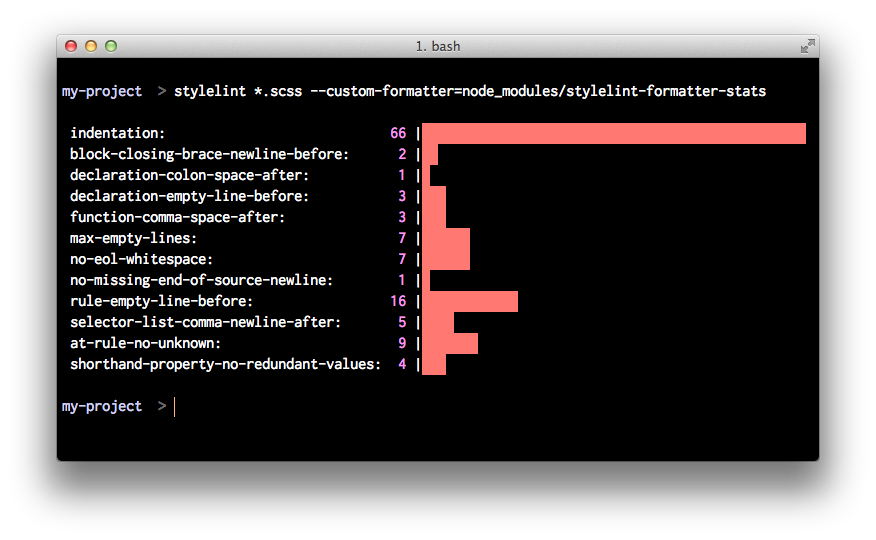 1. bash
my-project > stylelint *.scss --custom-formatter=node_modules/stylelint-formatter-stats
indentation: 66 |
block-closing-brace-newline-before: 2 |
declaration-colon-space-after: 1 |
declaration-empty-line-before: 3 |
function-comma-space-after: 3 |
max-empty-lines: 7 |
no-eol-whitespace: 7 |
no-missing-end-of-source-newline: 1 |
rule-empty-line-before: 16 |
selector-list-comma-newline-after: 5 |
at-rule-no-unknown: 9 |
shorthand-property-no-redundant-values: 4 |
my-project >